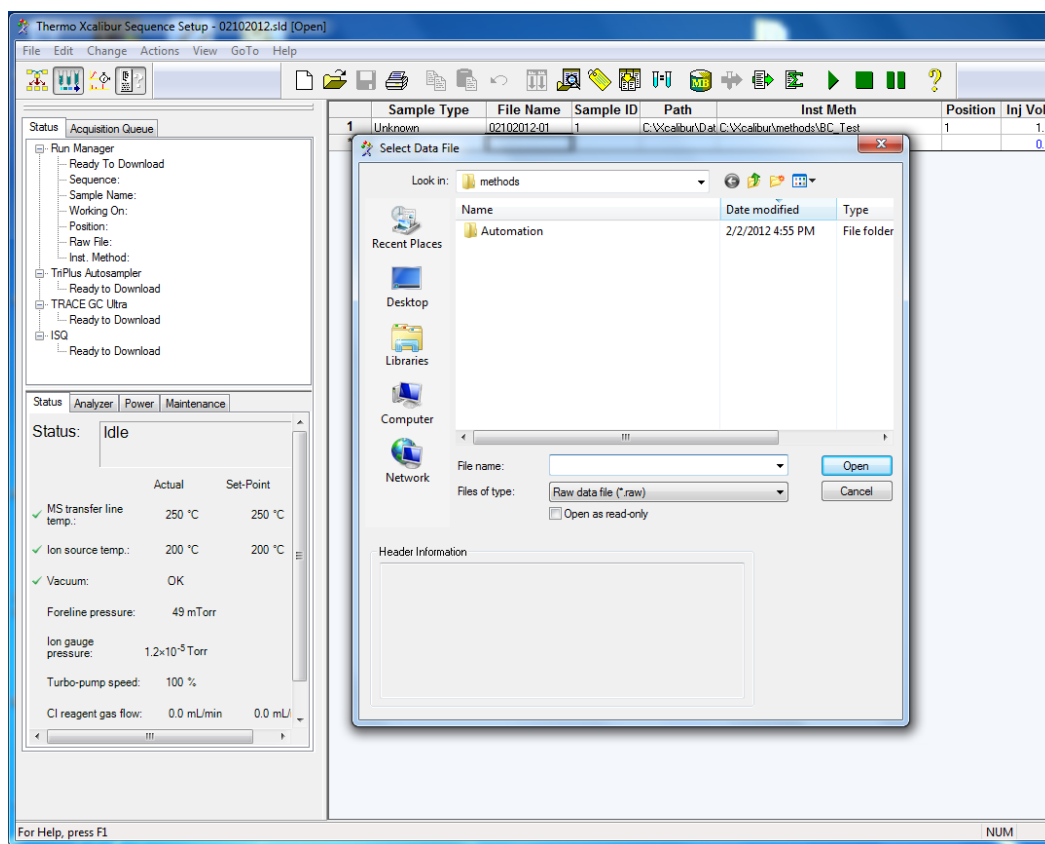 Thermo Xcalibur Sequence Setup - 02102012.sld [Open]
File Edit Change Actions View GoTo Help
Sample Type File Name Sample ID Path Inst Meth Position Inj Vol
1 Unknown 02102012-01 1 C:\Xcalibur\Dat C:\Xcalibur\methods\BC_Test 1 1.
0.
Status Acquisition Queue
Run Manager
Ready To Download
Sequence:
Sample Name:
Working On:
Position:
Raw File:
Inst. Method:
TriPlus Autosampler
Ready to Download
TRACE GC Ultra
Ready to Download
ISQ
Ready to Download
Status Analyzer Power Maintenance
Status: Idle
Actual Set-Point
MS transfer line temp.: 250 °C 250 °C
Ion source temp.: 200 °C 200 °C
Vacuum: OK
Foreline pressure: 49 mTorr
Ion gauge pressure: 1.2×10⁻⁵ Torr
Turbo-pump speed: 100 %
CI reagent gas flow: 0.0 mL/min 0.0 mL/
Select Data File
Look in: methods
Name Date modified Type
Automation 2/2/2012 4:55 PM File folder
Recent Places
Desktop
Libraries
Computer
Network
File name: Open
Files of type: Raw data file (*.raw) Cancel
Open as read-only
Header Information
For Help, press F1 NUM